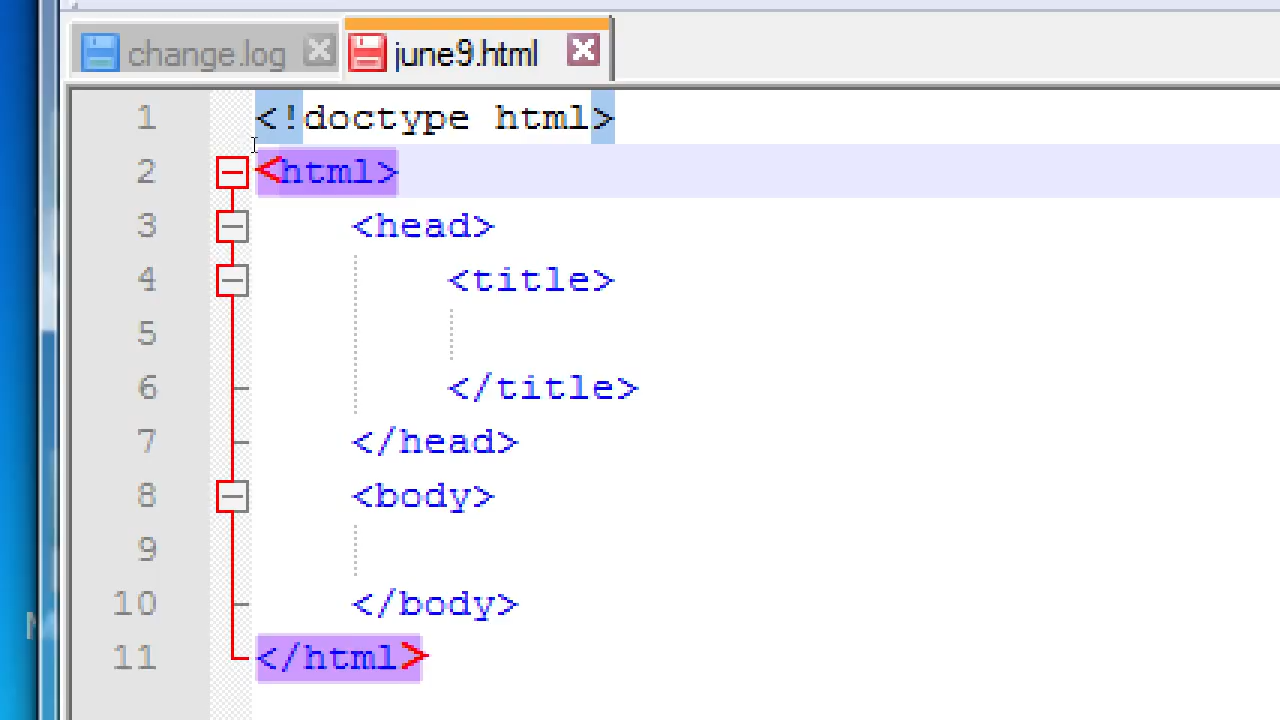 change.log june9.html
1 <!doctype html>
2 <html>
3 <head>
4 <title>
5
6 </title>
7 </head>
8 <body>
9
10 </body>
11 </html>